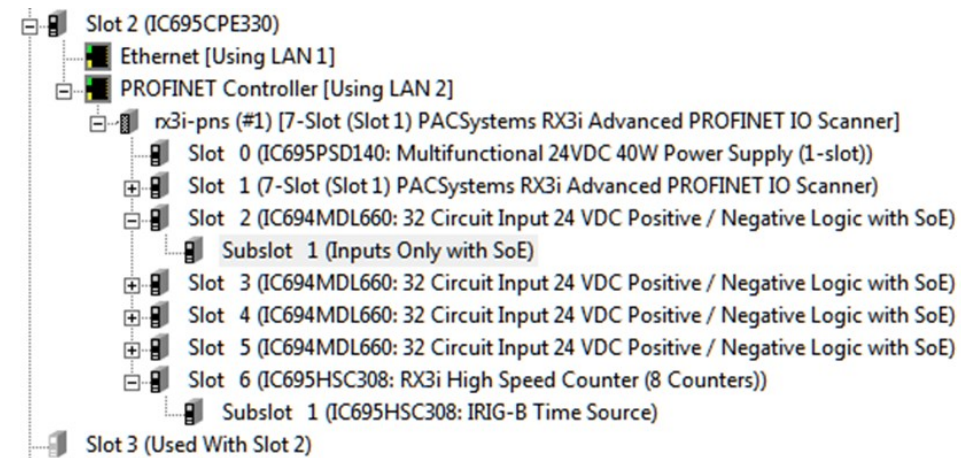 Slot 2 (IC695CPE330)
Ethernet [Using LAN 1]
PROFINET Controller [Using LAN 2]
rx3i-pns (#1) [7-Slot (Slot 1) PACSystems RX3i Advanced PROFINET IO Scanner]
Slot 0 (IC695PSD140: Multifunctional 24VDC 40W Power Supply (1-slot))
Slot 1 (7-Slot (Slot 1) PACSystems RX3i Advanced PROFINET IO Scanner)
Slot 2 (IC694MDL660: 32 Circuit Input 24 VDC Positive / Negative Logic with SoE)
Subslot 1 (Inputs Only with SoE)
Slot 3 (IC694MDL660: 32 Circuit Input 24 VDC Positive / Negative Logic with SoE)
Slot 4 (IC694MDL660: 32 Circuit Input 24 VDC Positive / Negative Logic with SoE)
Slot 5 (IC694MDL660: 32 Circuit Input 24 VDC Positive / Negative Logic with SoE)
Slot 6 (IC695HSC308: RX3i High Speed Counter (8 Counters))
Subslot 1 (IC695HSC308: IRIG-B Time Source)
Slot 3 (Used With Slot 2)